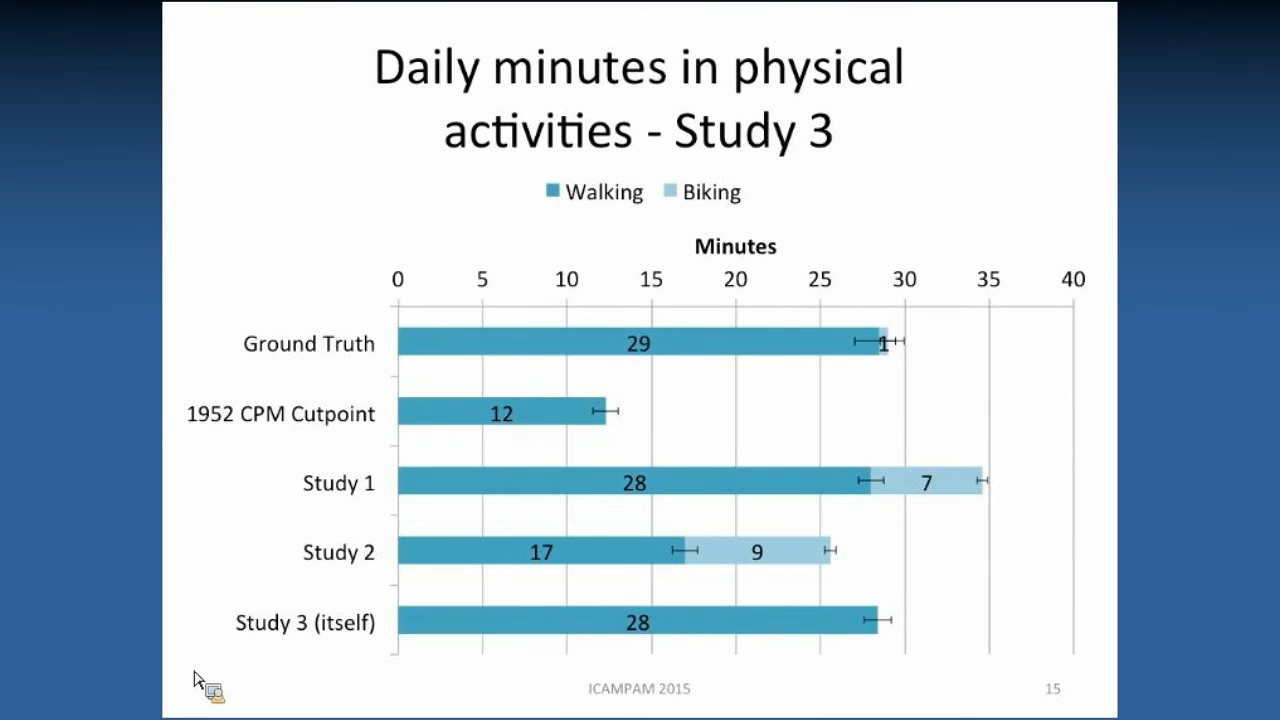 Daily minutes in physical
activities - Study 3
Walking Biking
Minutes
0 5 10 15 20 25 30 35 40
Ground Truth 29 1
1952 CPM Cutpoint 12
Study 1 28 7
Study 2 17 9
Study 3 (itself) 28
ICAMPAM 2015 15